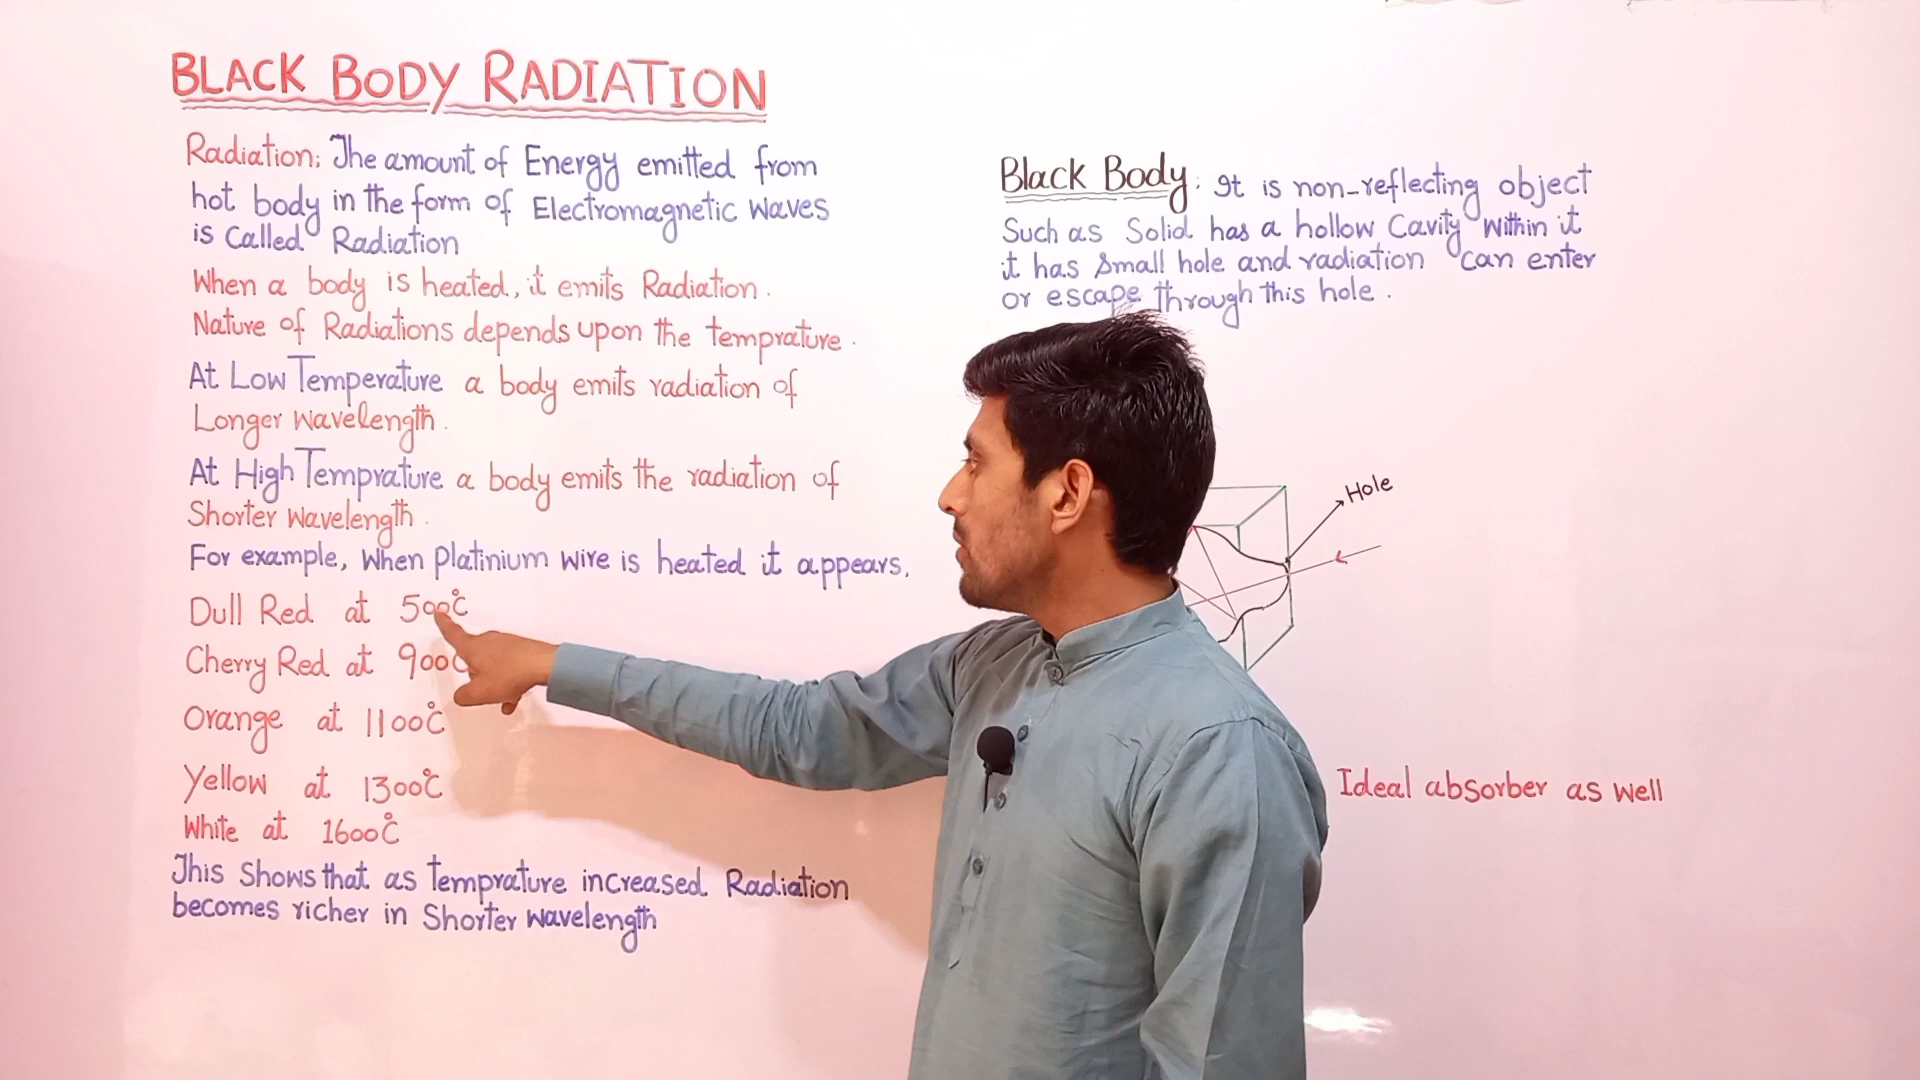 BLACK BODY RADIATION
Radiation; The amount of Energy emitted from
hot body in the form of Electromagnetic waves
is called Radiation
When a body is heated, it emits Radiation.
Nature of Radiations depends upon the temprature.
At Low Temperature a body emits radiation of
Longer wavelength.
At High Temprature a body emits the radiation of
Shorter wavelength.
For example, when platinium wire is heated it appears,
Dull Red at 500°C
Cherry Red at 900C
Orange at 1100°C
Yellow at 1300°C
White at 1600°C
This shows that as temprature increased Radiation
becomes richer in shorter wavelength
Black Body: It is non-reflecting object
Such as Solid has a hollow Cavity within it
it has small hole and radiation can enter
or escape through this hole.
Hole
Ideal absorber as well